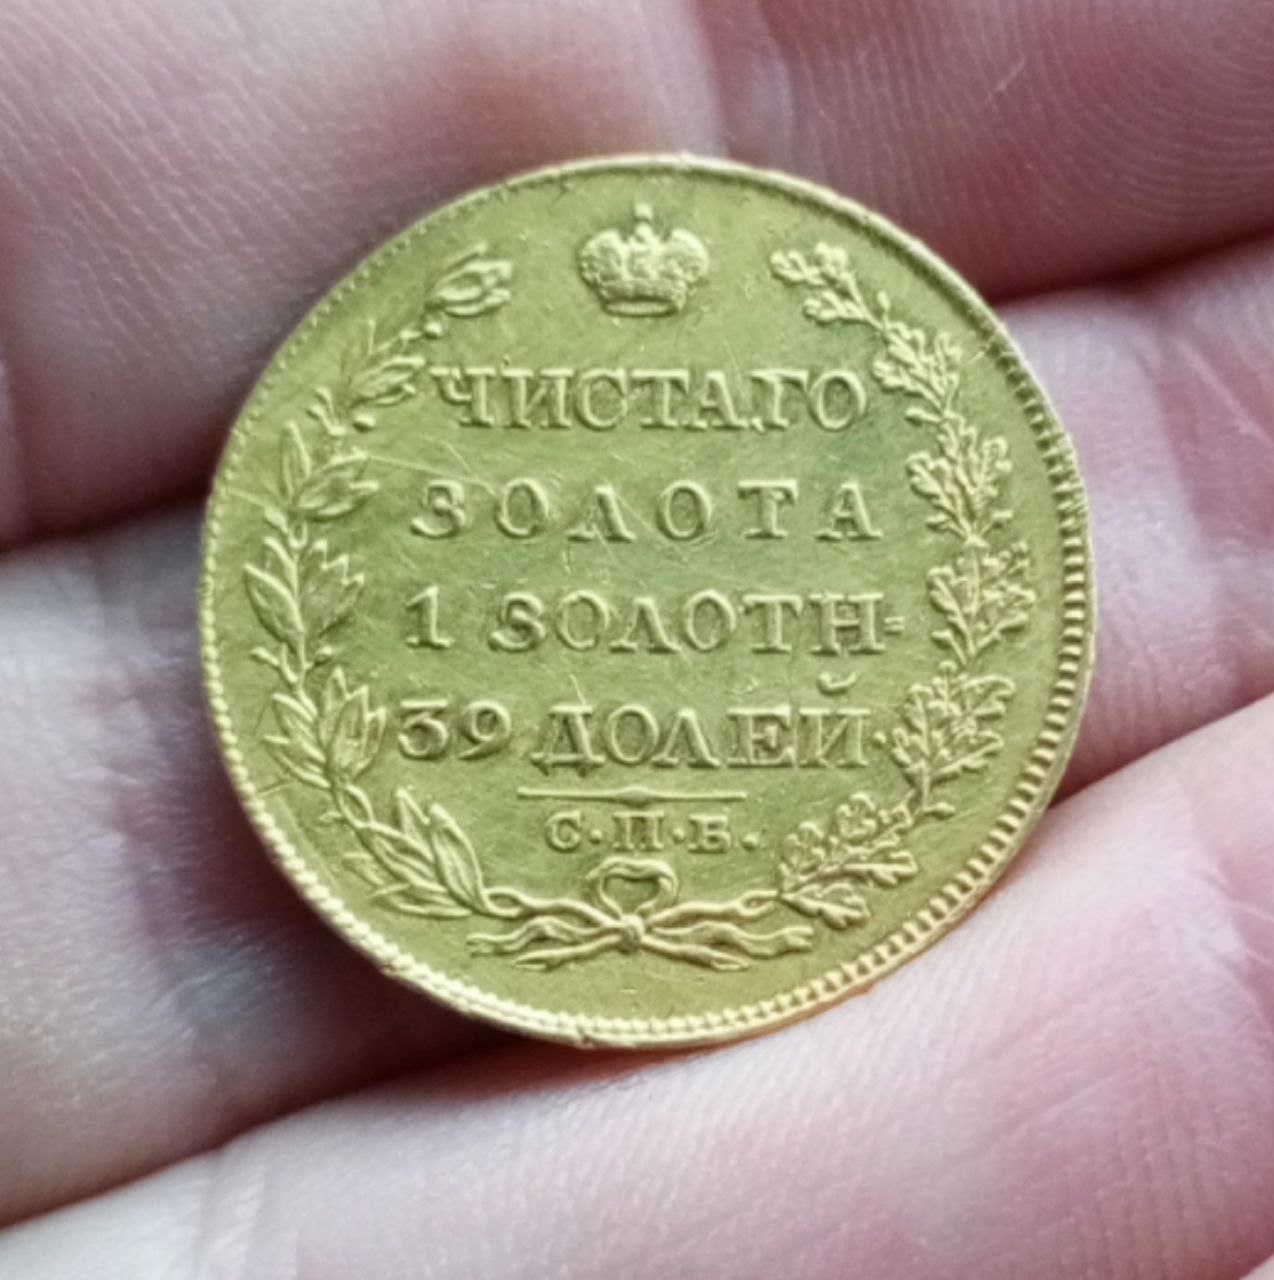 ЧИСТАГО
ЗОЛОТА
1 ЗОЛОТН=
39 ДОЛЕЙ·
С·П·Б.